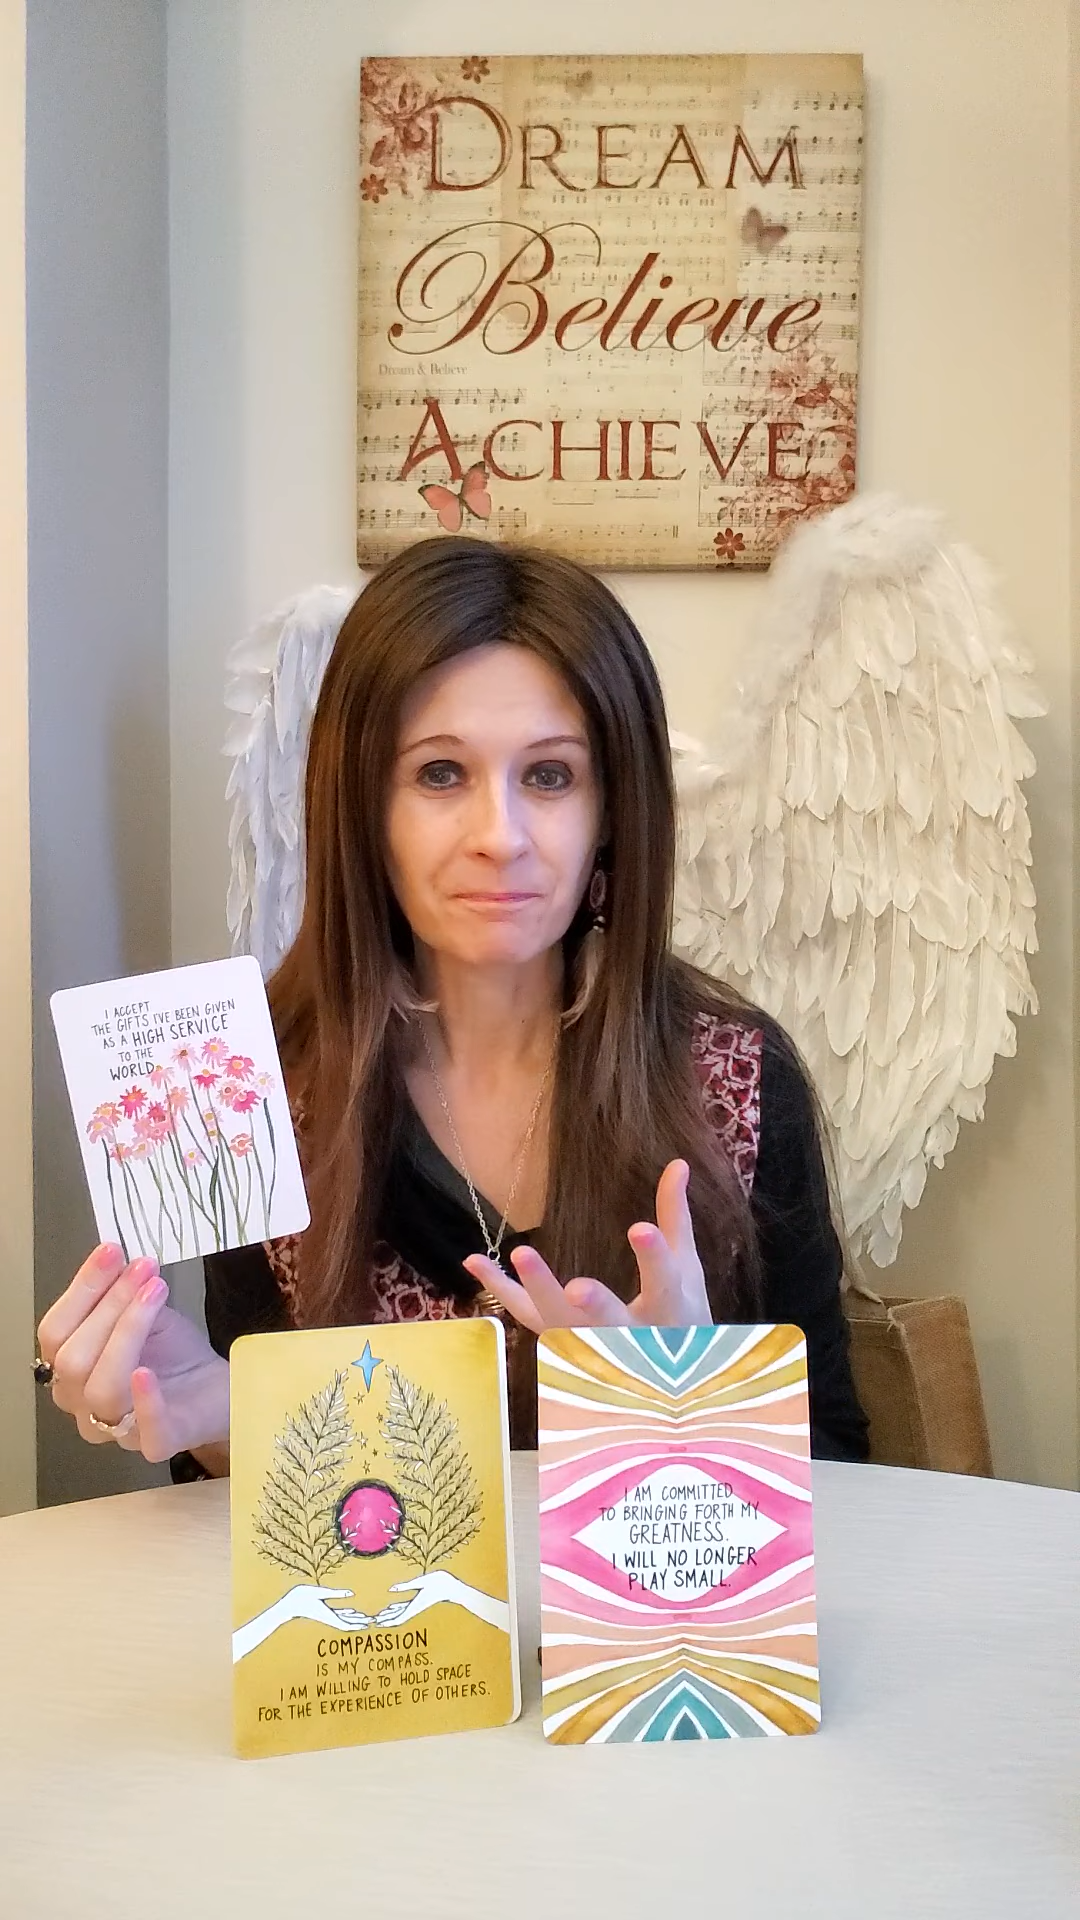 DREAM
Believe
Dream & Believe
ACHIEVE
I ACCEPT
THE GIFTS I'VE BEEN GIVEN
AS A HIGH SERVICE
TO THE
WORLD.
COMPASSION
IS MY COMPASS.
I AM WILLING TO HOLD SPACE
FOR THE EXPERIENCE OF OTHERS.
I AM COMMITTED
TO BRINGING FORTH MY
GREATNESS.
I WILL NO LONGER
PLAY SMALL.